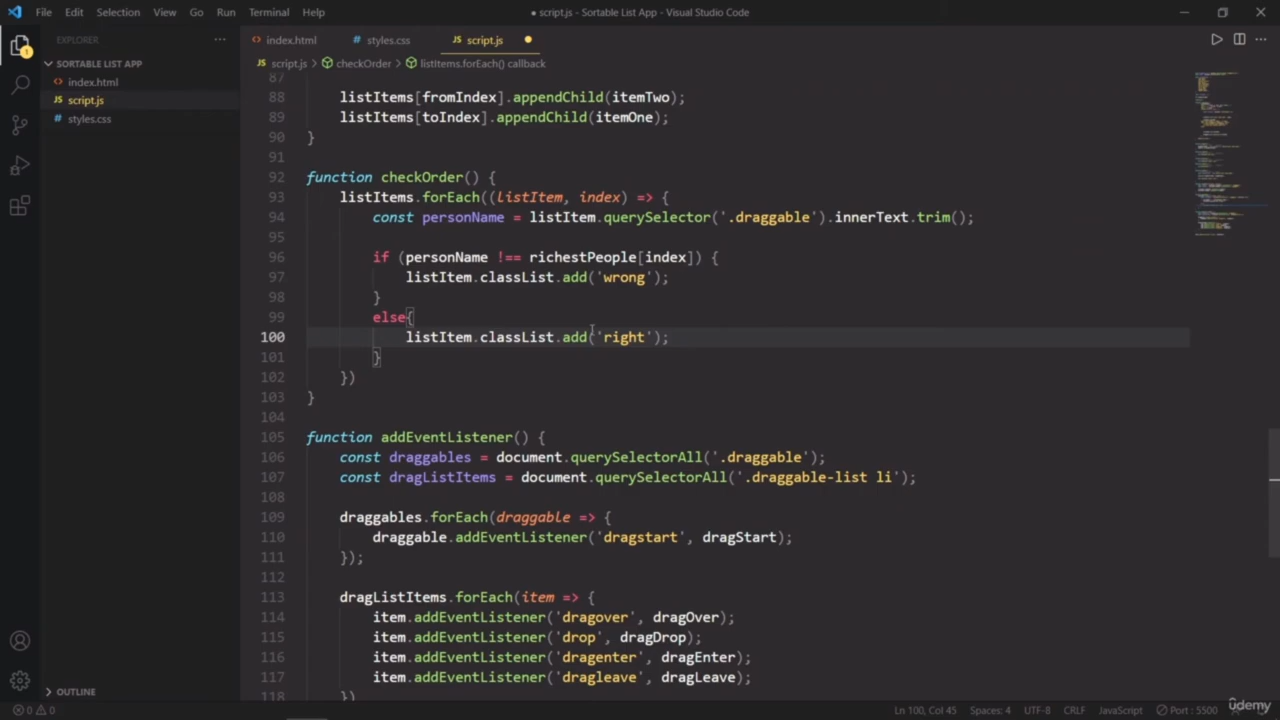 File Edit Selection View Go Run Terminal Help
● script.js - Sortable List App - Visual Studio Code
EXPLORER
SORTABLE LIST APP
index.html
JS script.js
# styles.css
OUTLINE
index.html # styles.css JS script.js
JS script.js > checkOrder > listItems.forEach() callback
87
88 listItems[fromIndex].appendChild(itemTwo);
89 listItems[toIndex].appendChild(itemOne);
90 }
91
92 function checkOrder() {
93 listItems.forEach((listItem, index) => {
94 const personName = listItem.querySelector('.draggable').innerText.trim();
95
96 if (personName !== richestPeople[index]) {
97 listItem.classList.add('wrong');
98 }
99 else{
100 listItem.classList.add('right');
101 }
102 })
103 }
104
105 function addEventListener() {
106 const draggables = document.querySelectorAll('.draggable');
107 const dragListItems = document.querySelectorAll('.draggable-list li');
108
109 draggables.forEach(draggable => {
110 draggable.addEventListener('dragstart', dragStart);
111 });
112
113 dragListItems.forEach(item => {
114 item.addEventListener('dragover', dragOver);
115 item.addEventListener('drop', dragDrop);
116 item.addEventListener('dragenter', dragEnter);
117 item.addEventListener('dragleave', dragLeave);
118 })
0 0 Ln 100, Col 45 Spaces: 4 UTF-8 CRLF JavaScript Port : 5500
udemy